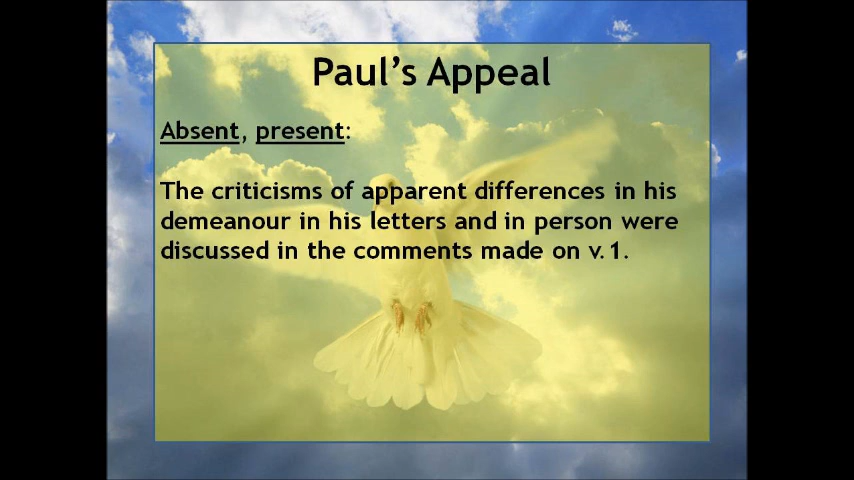 Paul's Appeal
Absent, present:
The criticisms of apparent differences in his
demeanour in his letters and in person were
discussed in the comments made on v.1.